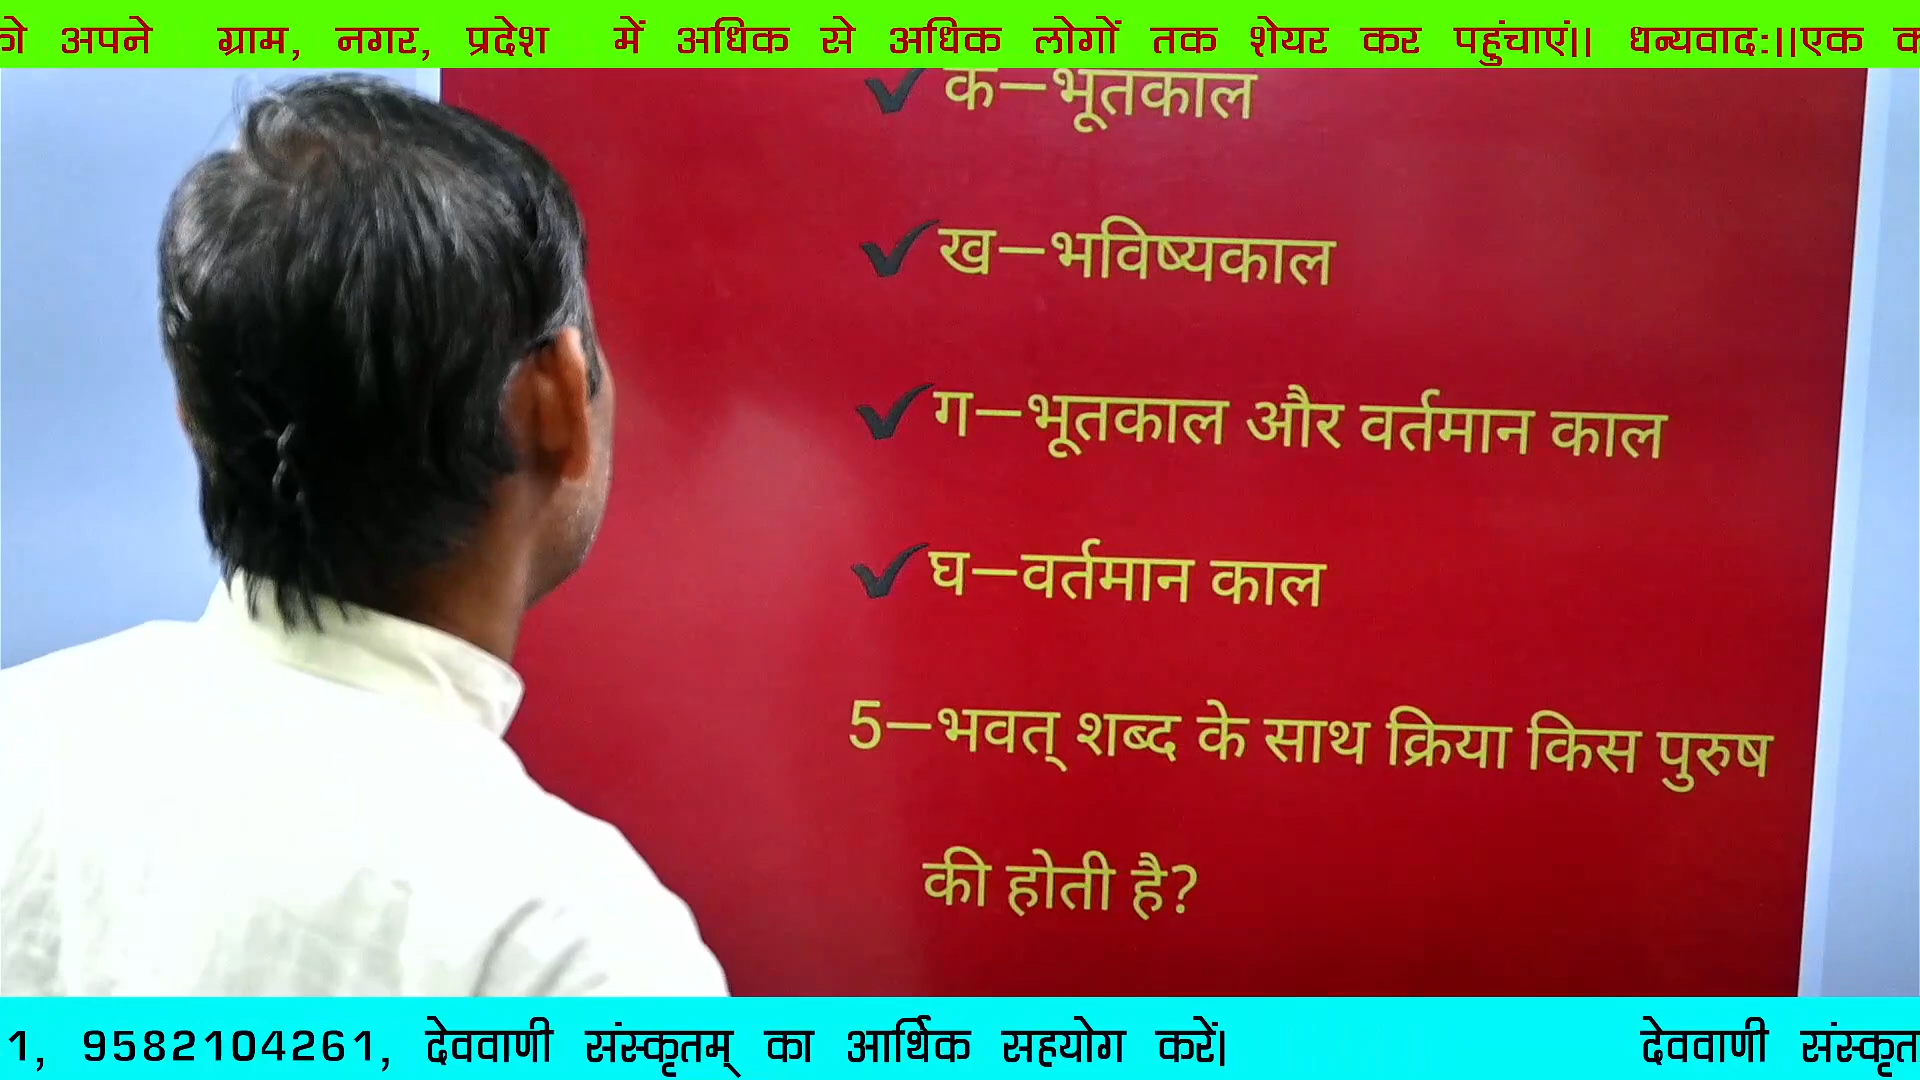 को अपने ग्राम, नगर, प्रदेश में अधिक से अधिक लोगों तक शेयर कर पहुंचाएं।। धन्यवादः।।एक
क–भूतकाल
ख–भविष्यकाल
ग–भूतकाल और वर्तमान काल
घ–वर्तमान काल
5–भवत् शब्द के साथ क्रिया किस पुरुष
की होती है?
1, 9582104261, देववाणी संस्कृतम् का आर्थिक सहयोग करें। देववाणी